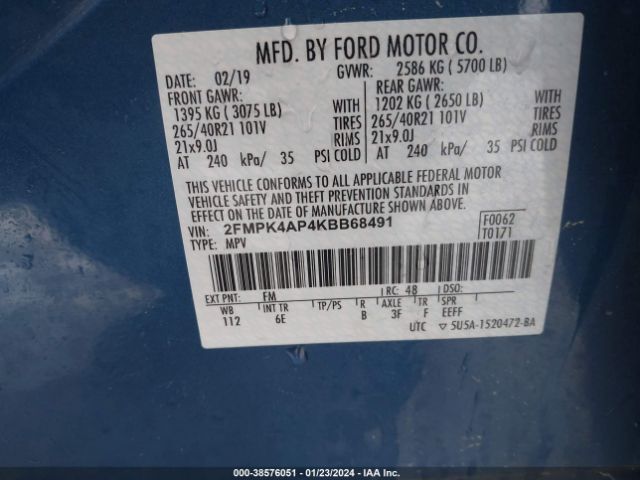 MFD. BY FORD MOTOR CO.
DATE: 02/19 GVWR: 2586 KG ( 5700 LB)
FRONT GAWR: REAR GAWR:
1395 KG ( 3075 LB) WITH 1202 KG ( 2650 LB) WITH
265/40R21 101V TIRES 265/40R21 101V TIRES
21x9.0J RIMS 21x9.0J RIMS
AT 240 kPa/ 35 PSI COLD AT 240 kPa/ 35 PSI COLD
THIS VEHICLE CONFORMS TO ALL APPLICABLE FEDERAL MOTOR
VEHICLE SAFETY AND THEFT PREVENTION STANDARDS IN
EFFECT ON THE DATE OF MANUFACTURE SHOWN ABOVE.
VIN: 2FMPK4AP4KBB68491 F0062
TYPE: MPV T0171
EXT PNT: FM RC: 48 DSO:
WB INT TR TP/PS R AXLE TR SPR
112 6E B 3F F EEFF
UTC ▽ 5U5A-1520472-BA
0-38576051 - 01/23/2024 - IAA Inc.